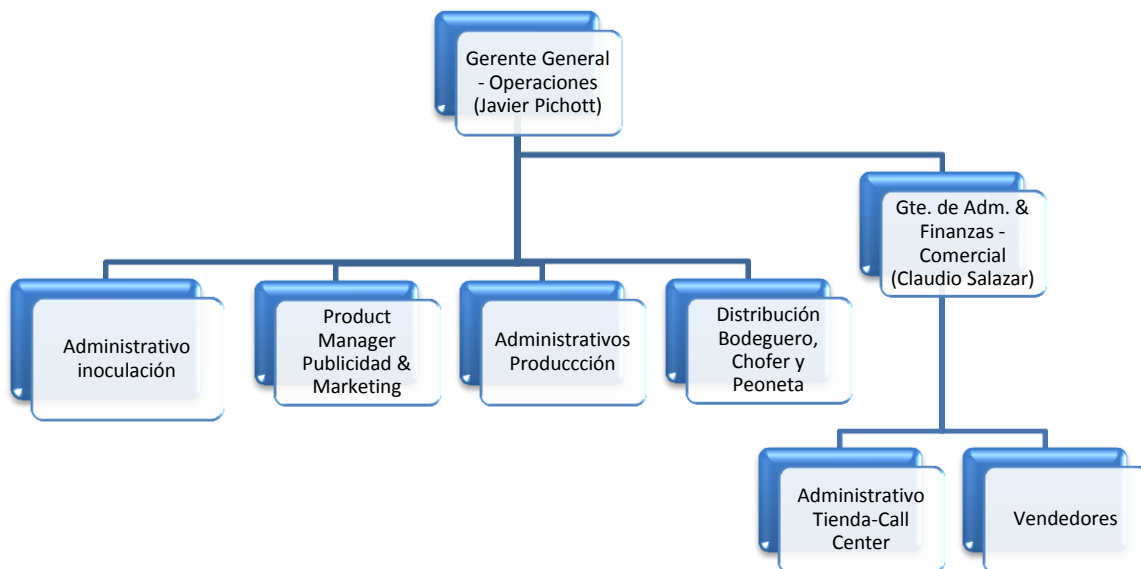 Gerente General
- Operaciones
(Javier Pichott)
Gte. de Adm. &
Finanzas -
Comercial
(Claudio Salazar)
Administrativo
inoculación
Product
Manager
Publicidad &
Marketing
Administrativos
Produccción
Distribución
Bodeguero,
Chofer y
Peoneta
Administrativo
Tienda-Call
Center
Vendedores